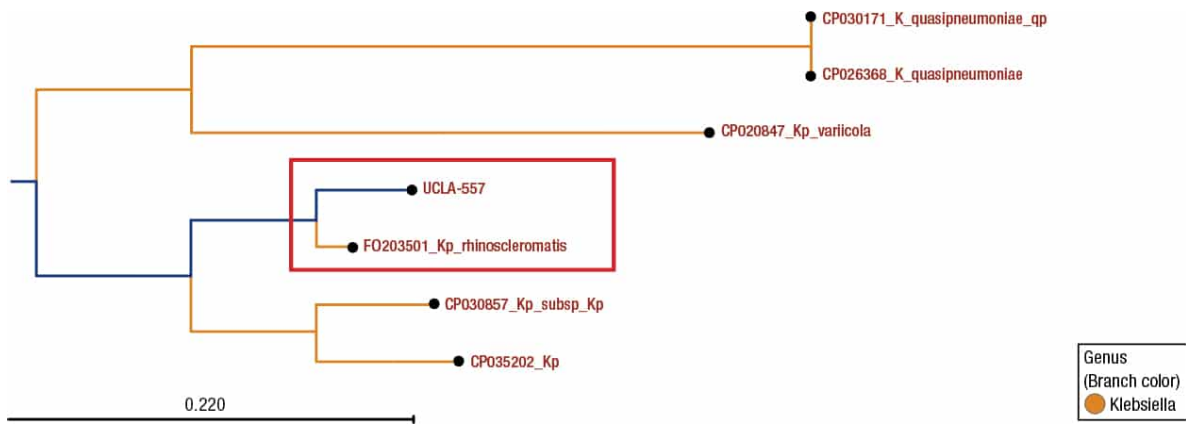 CP030171_K_quasipneumoniae_qp
CP026368_K_quasipneumoniae
CP020847_Kp_variicola
UCLA-557
FO203501_Kp_rhinoscleromatis
CP030857_Kp_subsp_Kp
CP035202_Kp
0.220
Genus
(Branch color)
Klebsiella